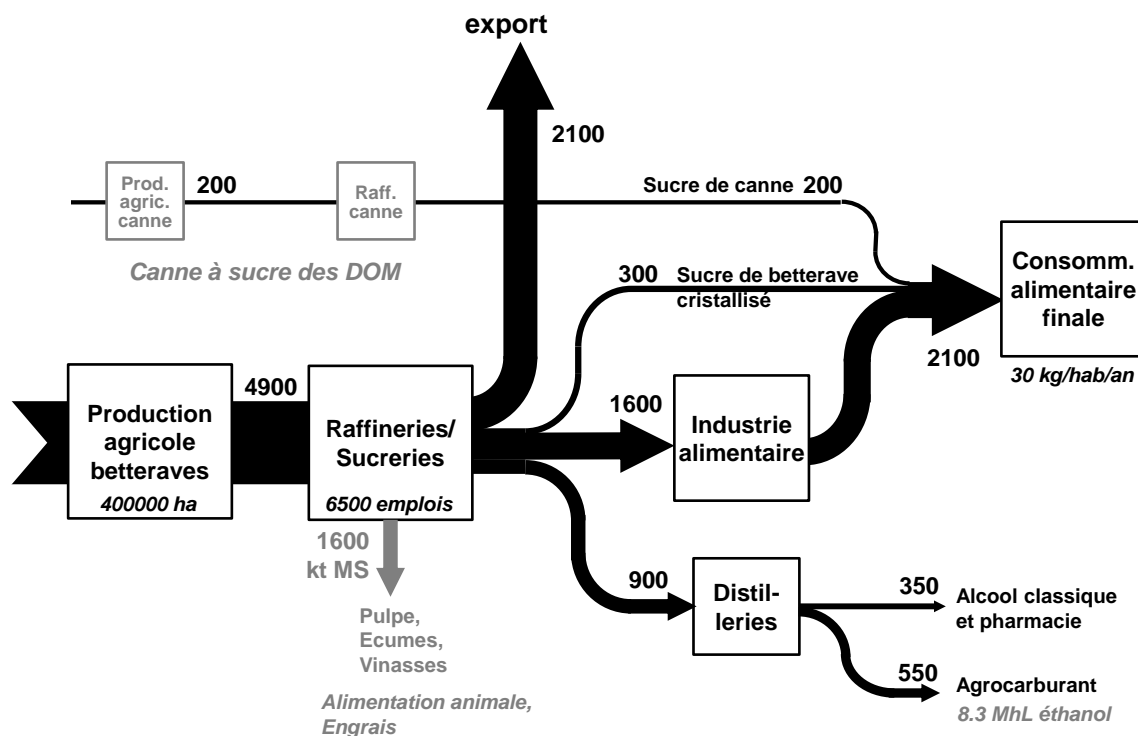 export
2100
Prod.
agric.
canne
200
Raff.
canne
Sucre de canne 200
Canne à sucre des DOM
300
Sucre de betterave
cristallisé
Consomm.
alimentaire
finale
2100
30 kg/hab/an
4900
Production
agricole
betteraves
400000 ha
Raffineries/
Sucreries
6500 emplois
1600
Industrie
alimentaire
1600
kt MS
Pulpe,
Ecumes,
Vinasses
Alimentation animale,
Engrais
900
Distil-
leries
350
Alcool classique
et pharmacie
550
Agrocarburant
8.3 MhL éthanol